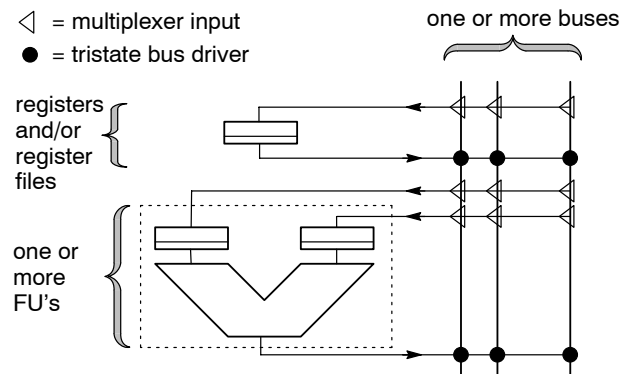 = multiplexer input
= tristate bus driver
one or more buses
registers
and/or
register
files
one or
more
FU's